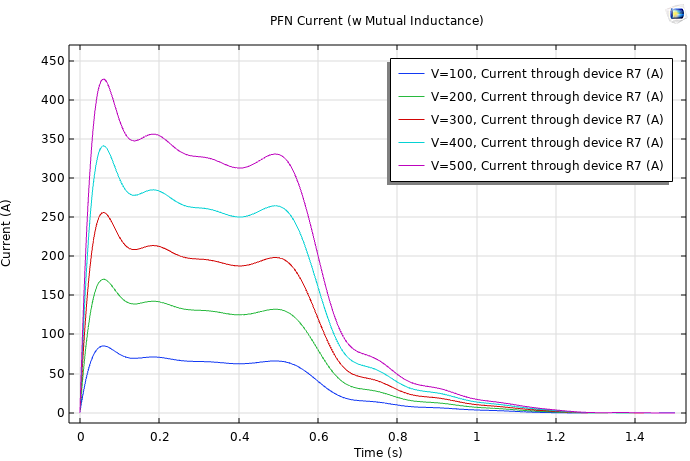 PFN Current (w Mutual Inductance)
450
400
350
300
250
200
150
100
50
0
Current (A)
V=100, Current through device R7 (A)
V=200, Current through device R7 (A)
V=300, Current through device R7 (A)
V=400, Current through device R7 (A)
V=500, Current through device R7 (A)
0 0.2 0.4 0.6 0.8 1 1.2 1.4
Time (s)